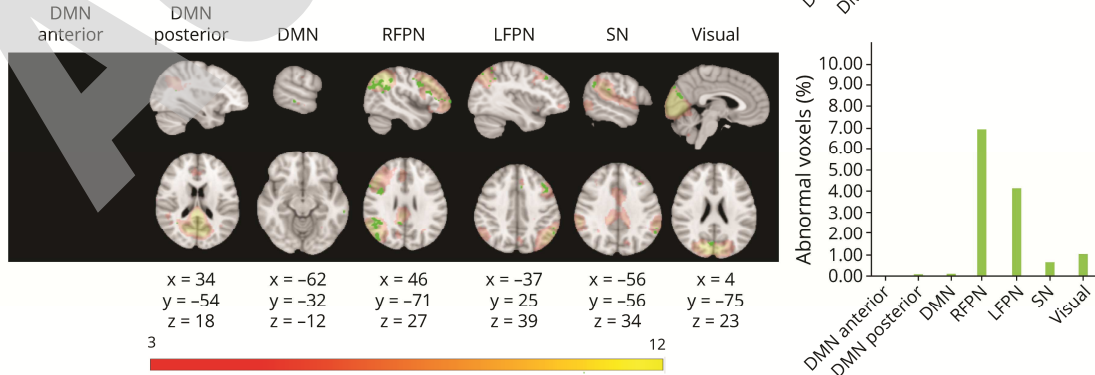 DMN anterior
DMN posterior
DMN
RFPN
LFPN
SN
Visual
x = 34
y = –54
z = 18
x = –62
y = –32
z = –12
x = 46
y = –71
z = 27
x = –37
y = 25
z = 39
x = –56
y = –56
z = 34
x = 4
y = –75
z = 23
3
12
Abnormal voxels (%)
10.00
9.00
8.00
7.00
6.00
5.00
4.00
3.00
2.00
1.00
0.00
DMN anterior
DMN posterior
DMN
RFPN
LFPN
SN
Visual